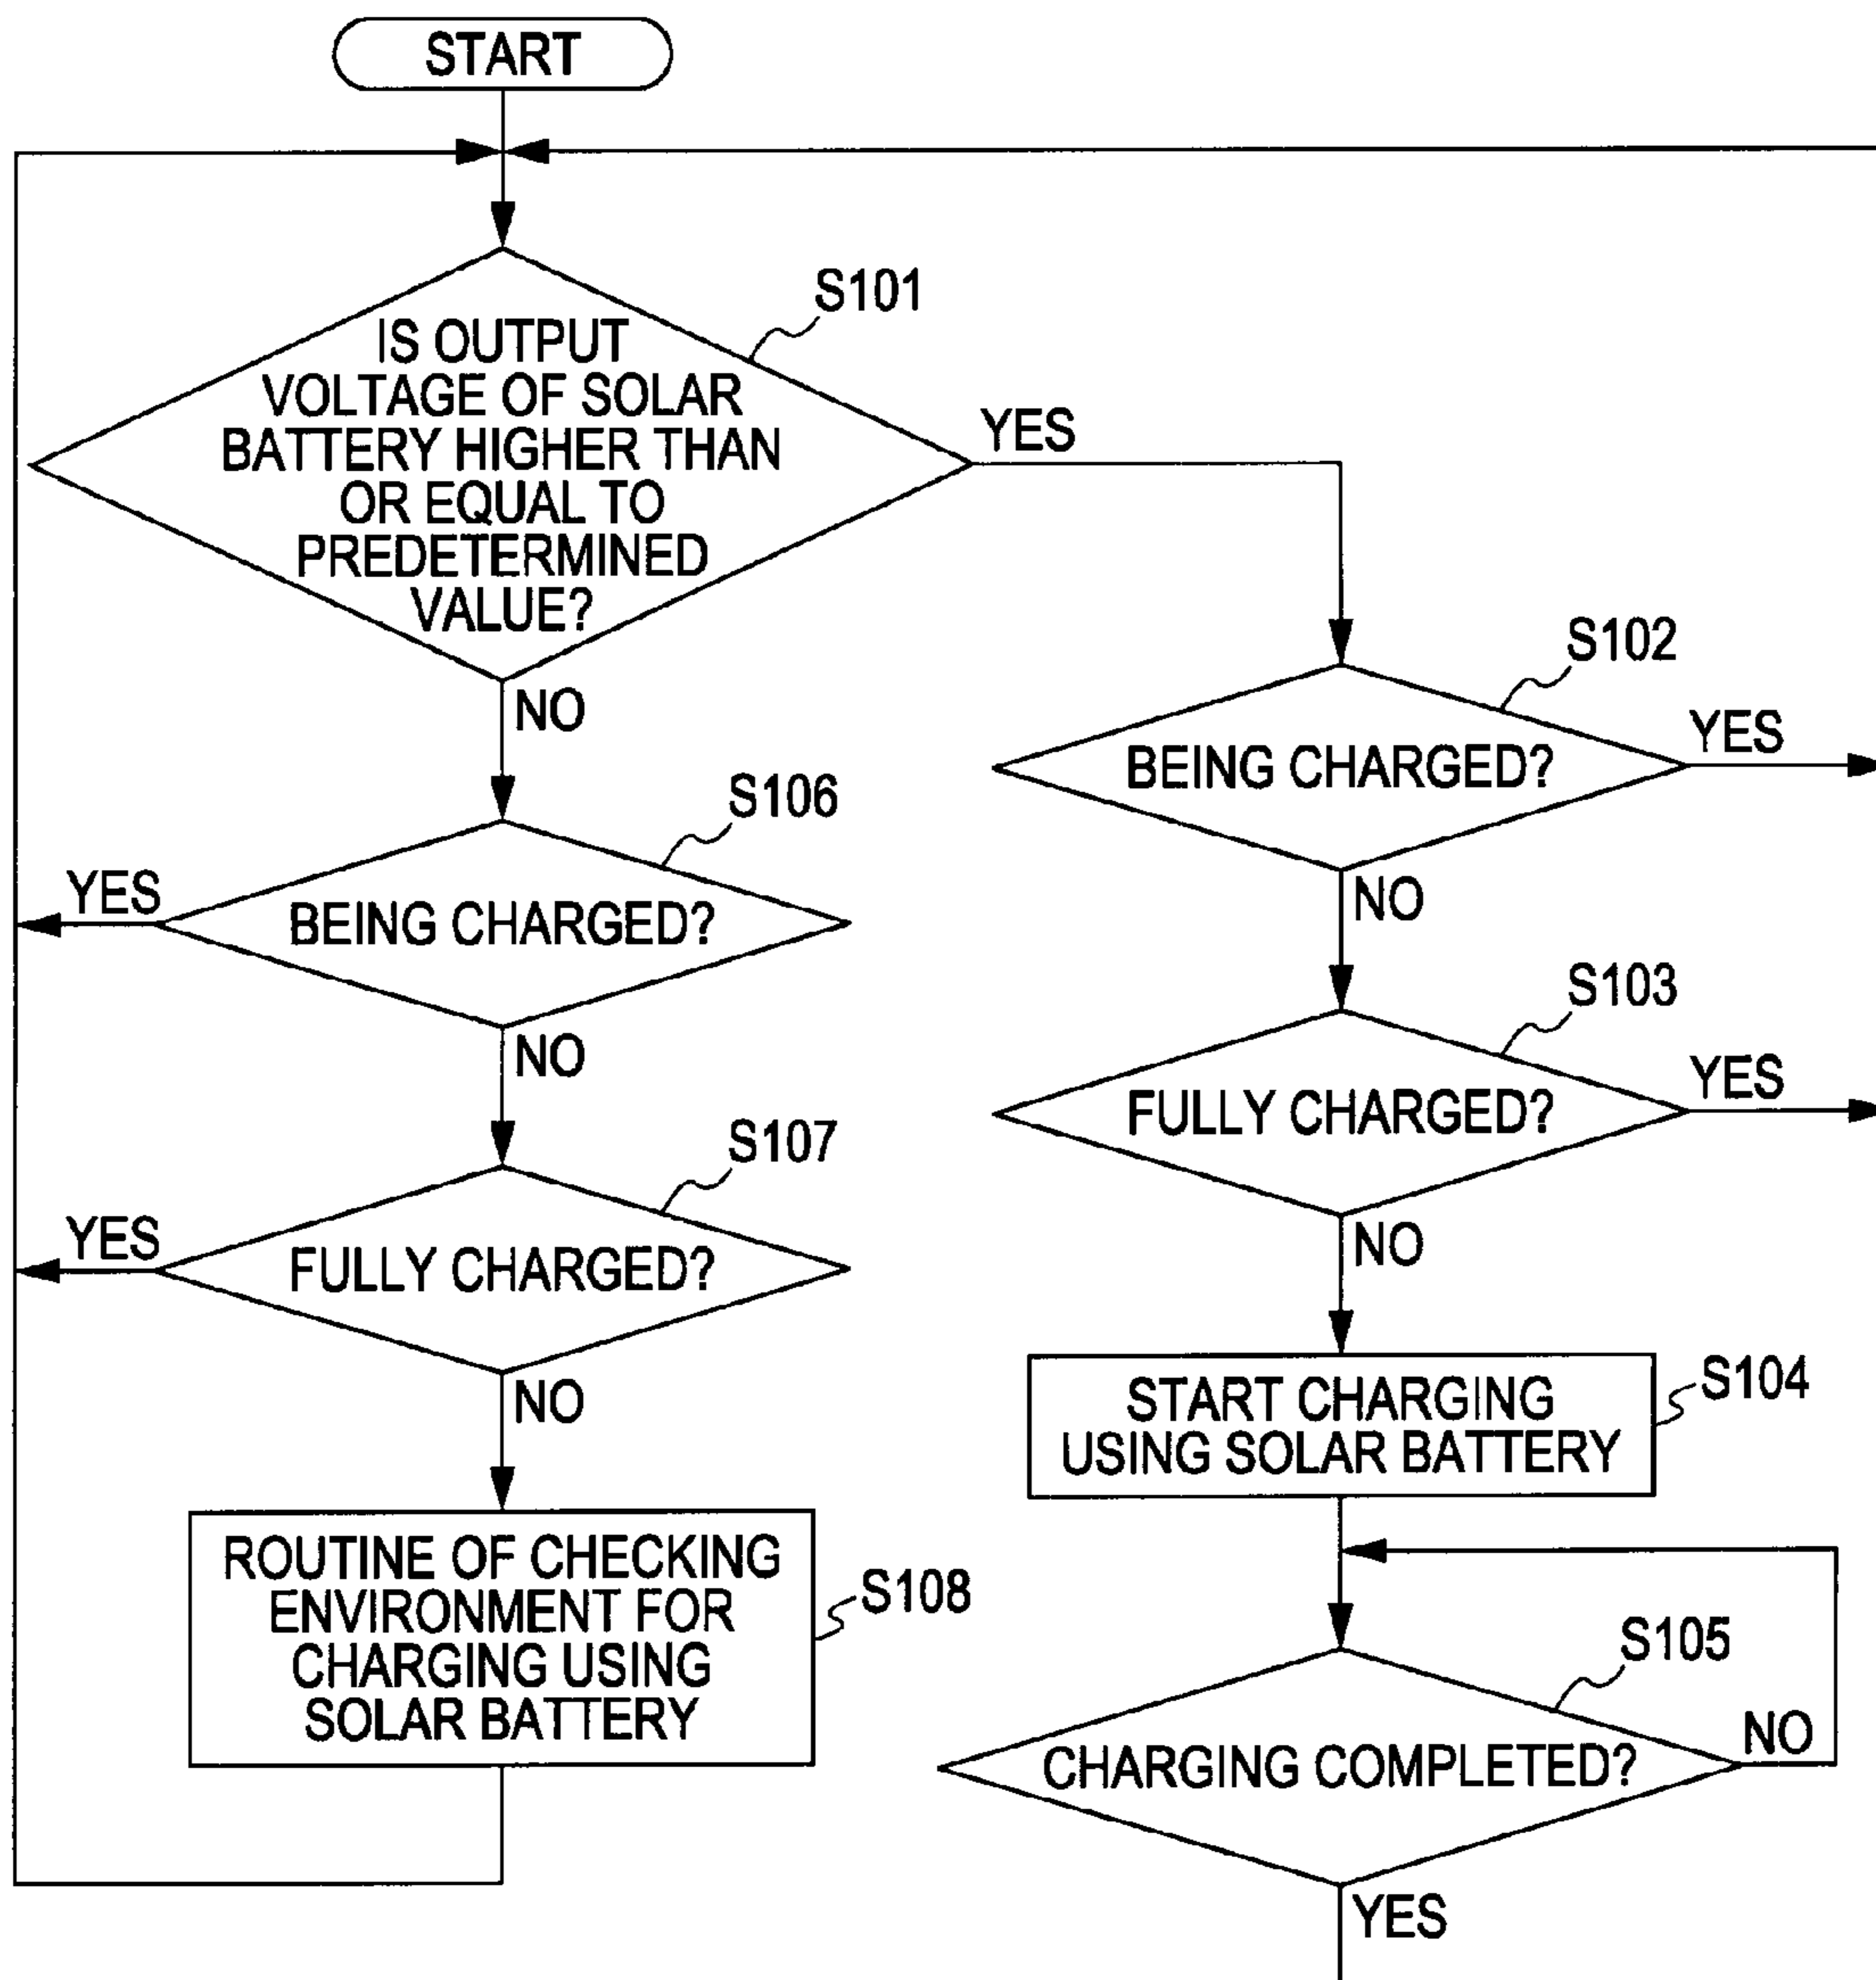 START
S101
IS OUTPUT
VOLTAGE OF SOLAR
BATTERY HIGHER THAN
OR EQUAL TO
PREDETERMINED
VALUE?
YES
NO
S102
BEING CHARGED?
YES
NO
S103
FULLY CHARGED?
YES
NO
S104
START CHARGING
USING SOLAR BATTERY
S105
CHARGING COMPLETED?
NO
YES
S106
BEING CHARGED?
YES
NO
S107
FULLY CHARGED?
YES
NO
S108
ROUTINE OF CHECKING
ENVIRONMENT FOR
CHARGING USING
SOLAR BATTERY